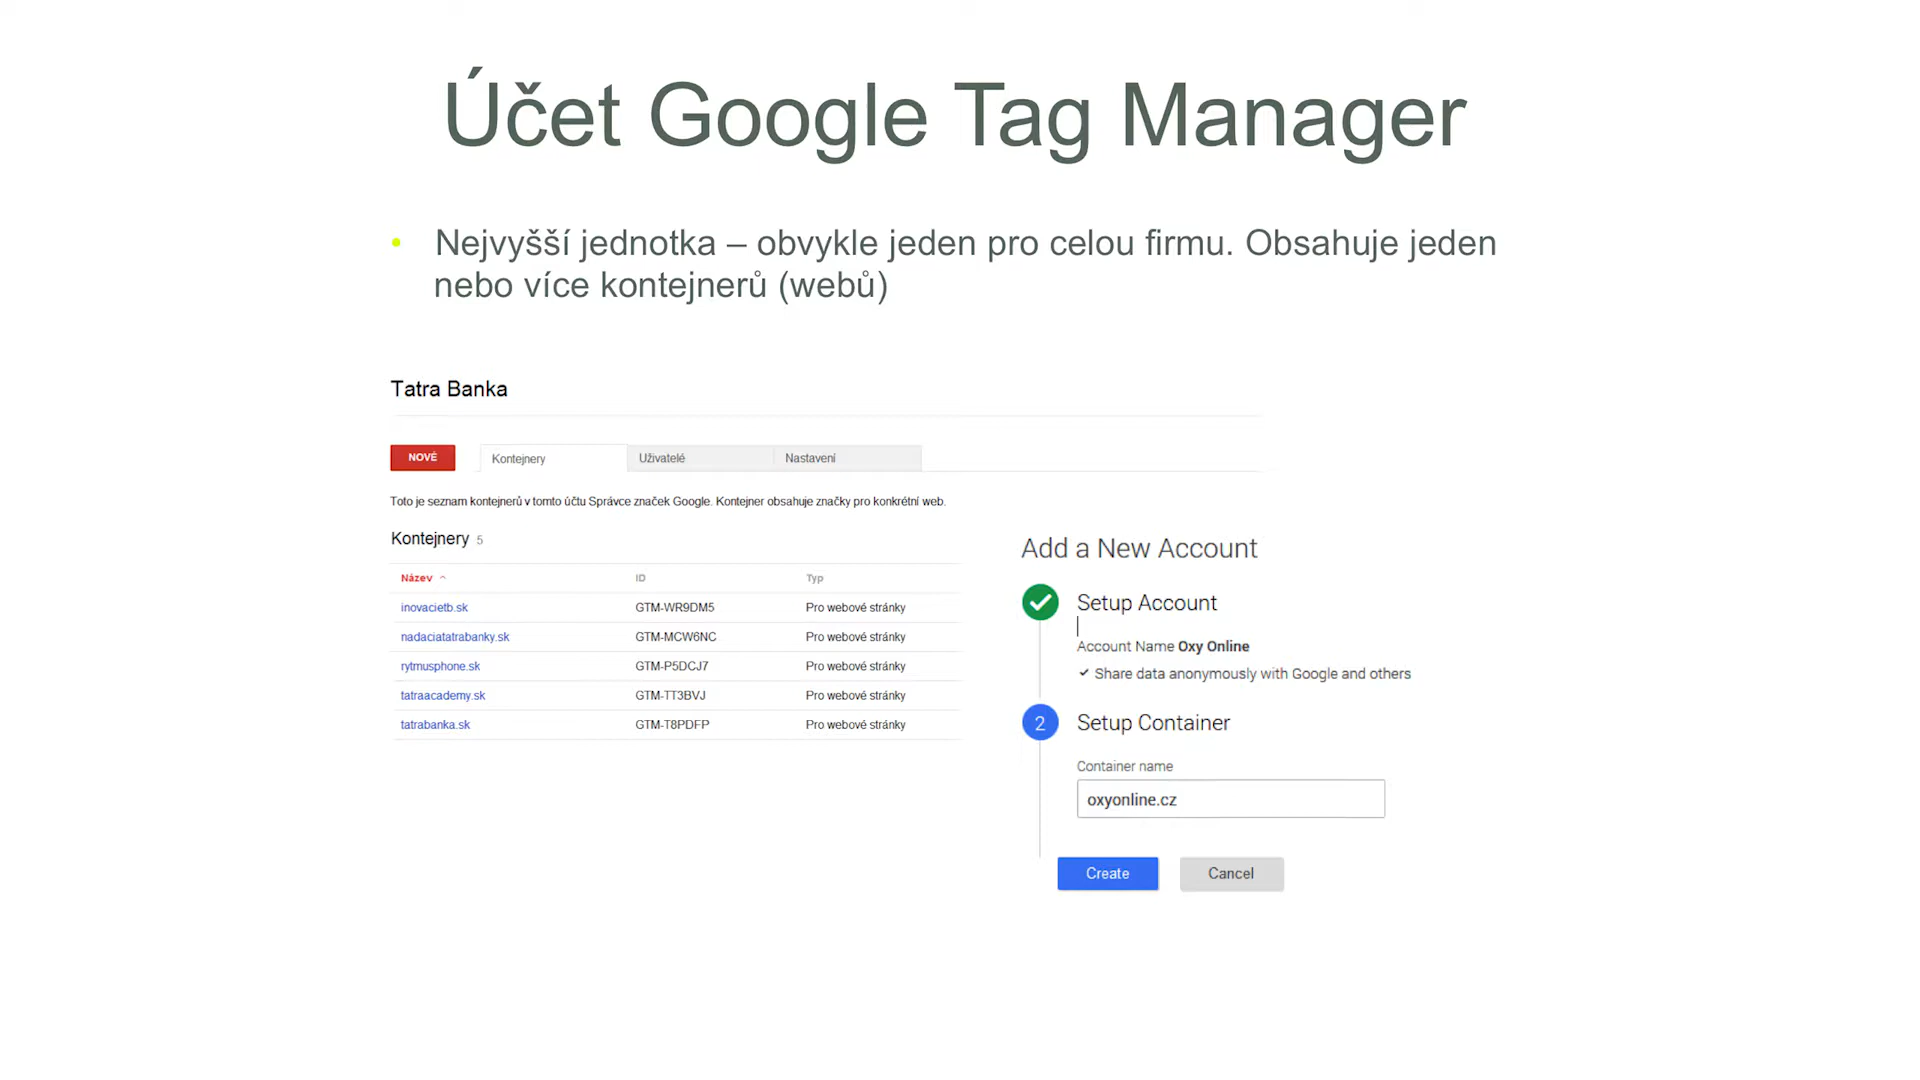 Účet Google Tag Manager
• Nejvyšší jednotka – obvykle jeden pro celou firmu. Obsahuje jeden
nebo více kontejnerů (webů)
Tatra Banka
NOVÉ Kontejnery Uživatelé Nastavení
Toto je seznam kontejnerů v tomto účtu Správce značek Google. Kontejner obsahuje značky pro konkrétní web.
Kontejnery 5
Název ID Typ
inovacietb.sk GTM-WR9DM5 Pro webové stránky
nadaciatatrabanky.sk GTM-MCW6NC Pro webové stránky
rytmusphone.sk GTM-P5DCJ7 Pro webové stránky
tatraacademy.sk GTM-TT3BVJ Pro webové stránky
tatrabanka.sk GTM-T8PDFP Pro webové stránky
Add a New Account
Setup Account
Account Name Oxy Online
Share data anonymously with Google and others
2 Setup Container
Container name
oxyonline.cz
Create Cancel